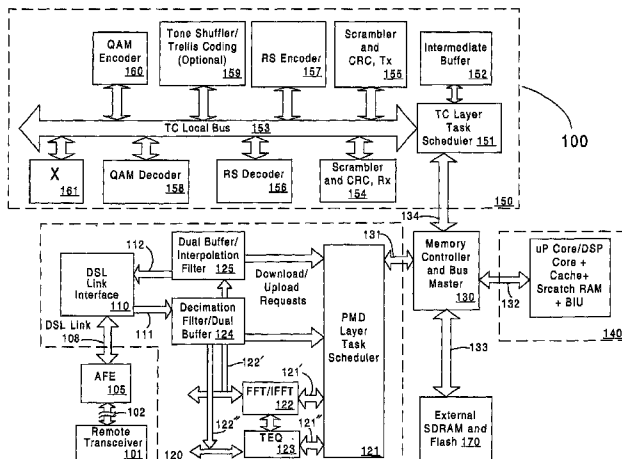 QAM
Encoder
160
Tone Shuffler/
Trellis Coding
(Optional)
159
RS Encoder
157
Scrambler
and
CRC, Tx
155
Intermediate
Buffer
152
TC Local Bus 153
TC Layer
Task
Scheduler 151
100
X
161
QAM Decoder
158
RS Decoder
156
Scrambler
and CRC, Rx
154
150
134
112
Dual Buffer/
Interpolation
Filter 125
131
Memory
Controller
and Bus
Master
130
uP Core/DSP
Core +
Cache+
Srcatch RAM
+ BIU
132
140
DSL
Link
Interface
110
Download/
Upload
Requests
DSL Link
108
111
Decimation
Filter/Dual
Buffer 124
PMD
Layer
Task
Scheduler
121
133
122'
121'
AFE
105
FFT/IFFT
122
122"
121"
102
Remote
Transceiver
101
120
TEQ
123
External
SDRAM and
Flash 170